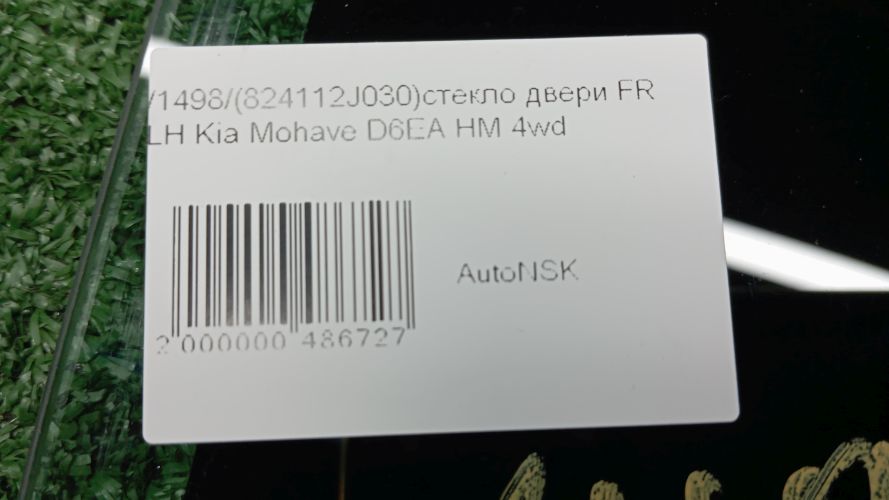 /1498/(824112J030)стекло двери FR
LH Kia Mohave D6EA HM 4wd
AutoNSK
2 000000 486727